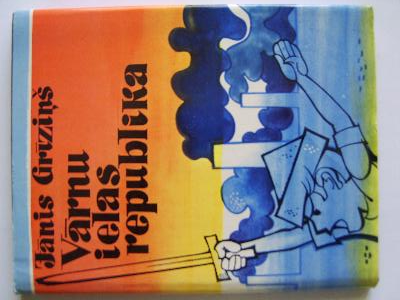 Jānis Grīziņš
Vārnu
ielas
republika